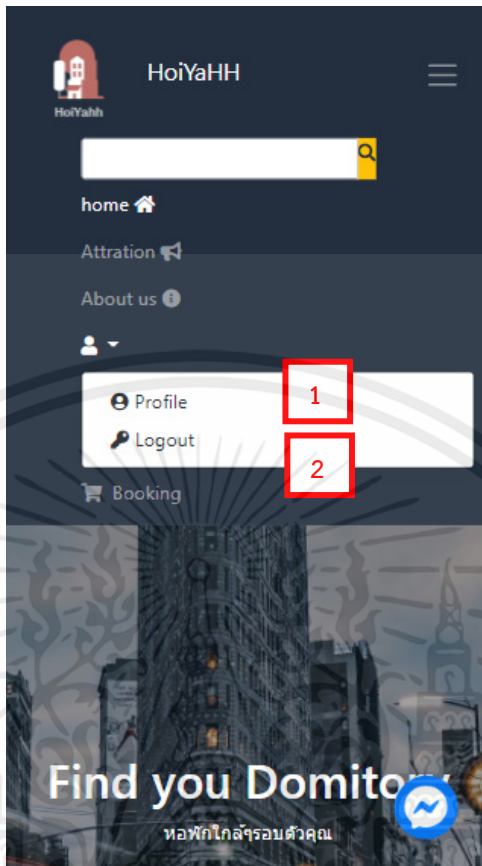 HoiYaHH
HoiYahh
home
Attration
About us
Profile
1
Logout
2
Booking
Find you Domitory
หอพักใกล้ๆรอบตัวคุณ